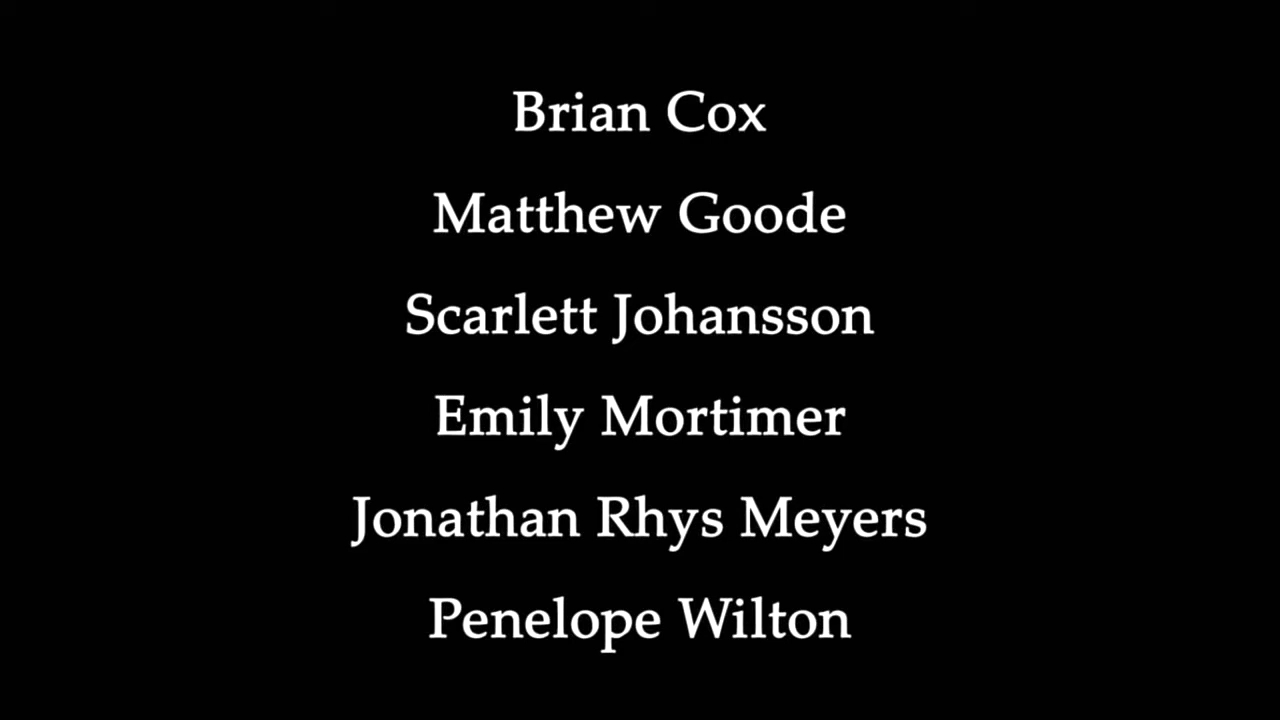 Brian Cox
Matthew Goode
Scarlett Johansson
Emily Mortimer
Jonathan Rhys Meyers
Penelope Wilton